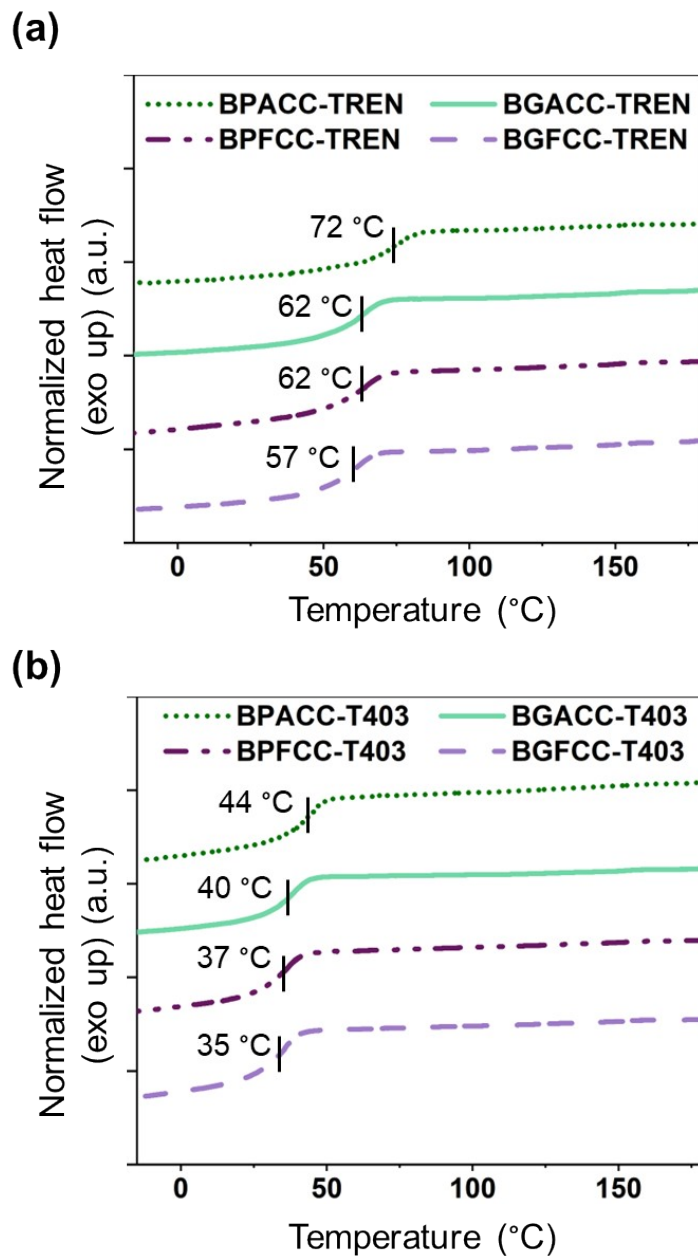 (a)
BPACC-TREN BGACC-TREN
BPFCC-TREN BGFCC-TREN
72 °C
62 °C
62 °C
57 °C
Normalized heat flow
(exo up) (a.u.)
0 50 100 150
Temperature (°C)
(b)
BPACC-T403 BGACC-T403
BPFCC-T403 BGFCC-T403
44 °C
40 °C
37 °C
35 °C
Normalized heat flow
(exo up) (a.u.)
0 50 100 150
Temperature (°C)